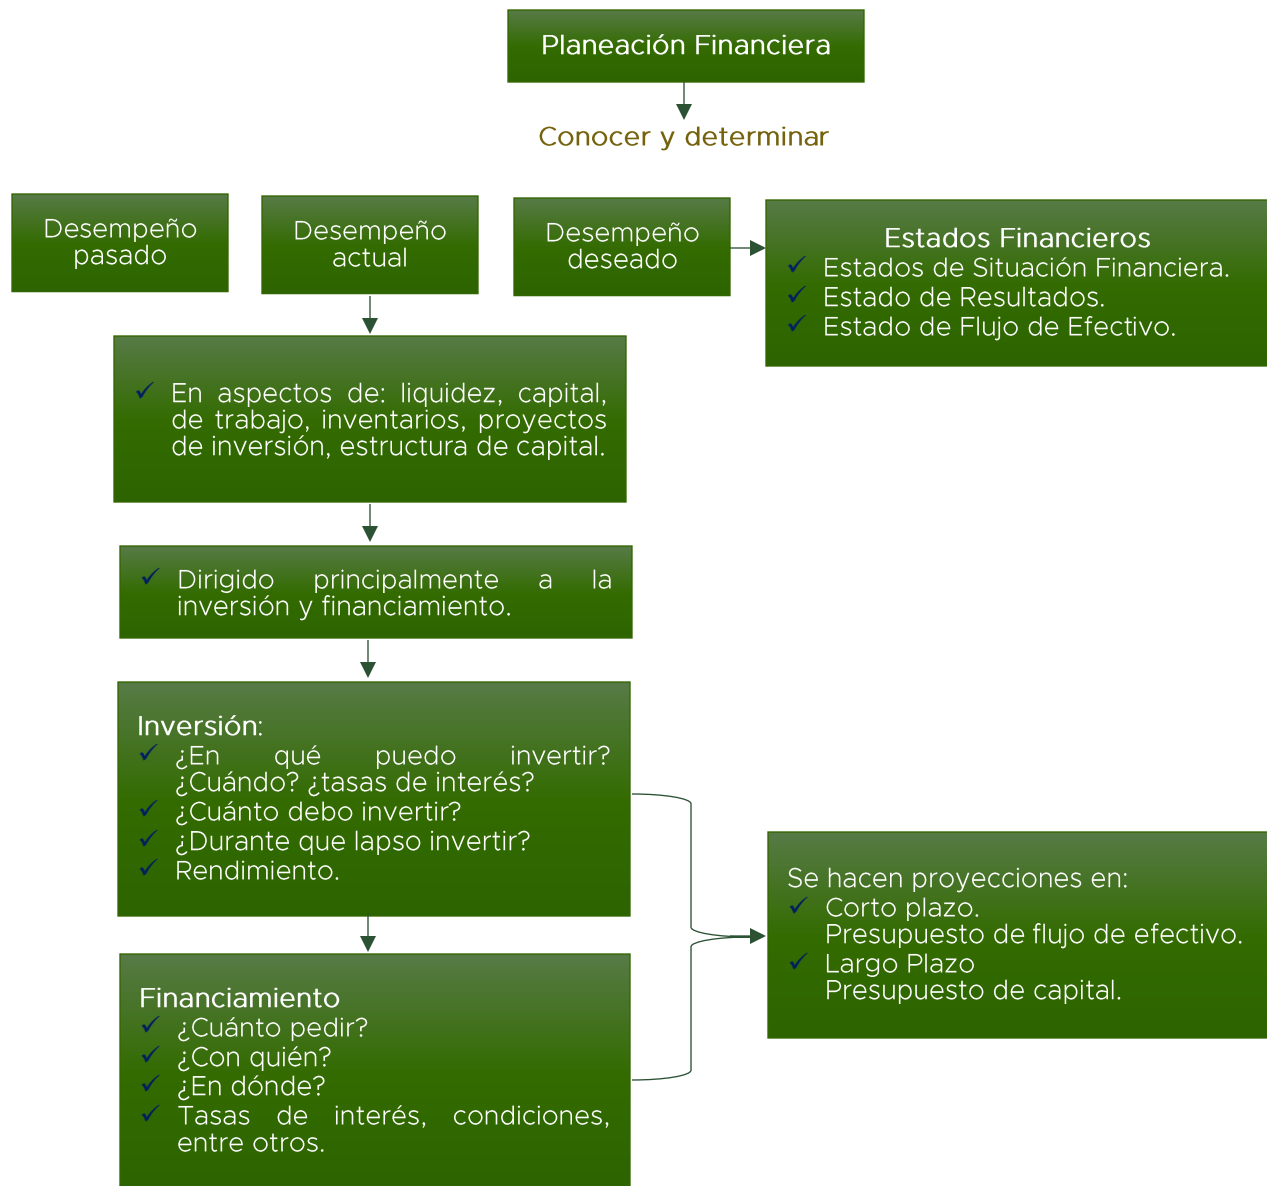 Planeación Financiera
Conocer y determinar
Desempeño
pasado
Desempeño
actual
Desempeño
deseado
Estados Financieros
✓ Estados de Situación Financiera.
✓ Estado de Resultados.
✓ Estado de Flujo de Efectivo.
✓ En aspectos de: liquidez, capital,
de trabajo, inventarios, proyectos
de inversión, estructura de capital.
✓ Dirigido principalmente a la
inversión y financiamiento.
Inversión:
✓ ¿En qué puedo invertir?
¿Cuándo? ¿tasas de interés?
✓ ¿Cuánto debo invertir?
✓ ¿Durante que lapso invertir?
✓ Rendimiento.
Financiamiento
✓ ¿Cuánto pedir?
✓ ¿Con quién?
✓ ¿En dónde?
✓ Tasas de interés, condiciones,
entre otros.
Se hacen proyecciones en:
✓ Corto plazo.
Presupuesto de flujo de efectivo.
✓ Largo Plazo
Presupuesto de capital.